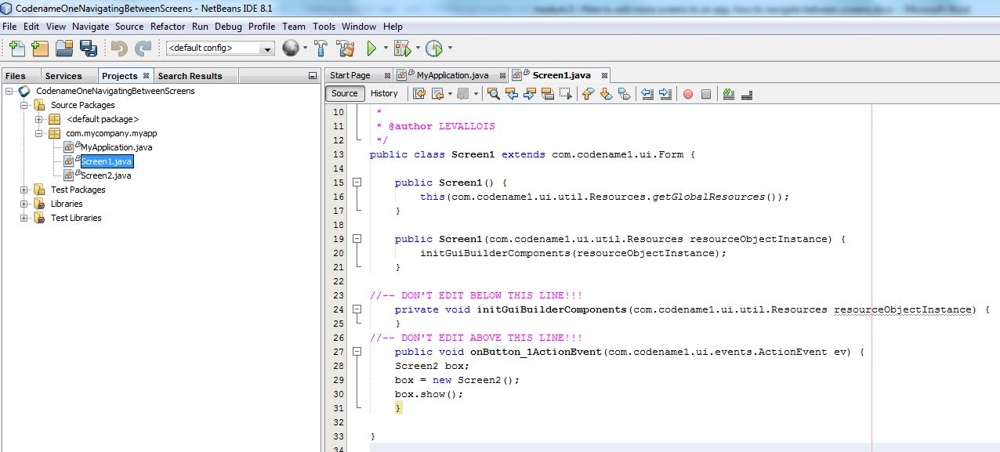 CodenameOneNavigatingBetweenScreens - NetBeans IDE 8.1
File Edit View Navigate Source Refactor Run Debug Profile Team Tools Window Help
<default config>
Files Services Projects Search Results
CodenameOneNavigatingBetweenScreens
Source Packages
<default package>
com.mycompany.myapp
MyApplication.java
Screen1.java
Screen2.java
Test Packages
Libraries
Test Libraries
Start Page MyApplication.java Screen1.java
Source History
10 *
11 * @author LEVALLOIS
12 */
13 public class Screen1 extends com.codename1.ui.Form {
14
15 public Screen1() {
16 this(com.codename1.ui.util.Resources.getGlobalResources());
17 }
18
19 public Screen1(com.codename1.ui.util.Resources resourceObjectInstance) {
20 initGuiBuilderComponents(resourceObjectInstance);
21 }
22
23 //-- DON'T EDIT BELOW THIS LINE!!!
24 private void initGuiBuilderComponents(com.codename1.ui.util.Resources resourceObjectInstance) {
25 }
26 //-- DON'T EDIT ABOVE THIS LINE!!!
27 public void onButton_1ActionEvent(com.codename1.ui.events.ActionEvent ev) {
28 Screen2 box;
29 box = new Screen2();
30 box.show();
31 }
32
33 }
34